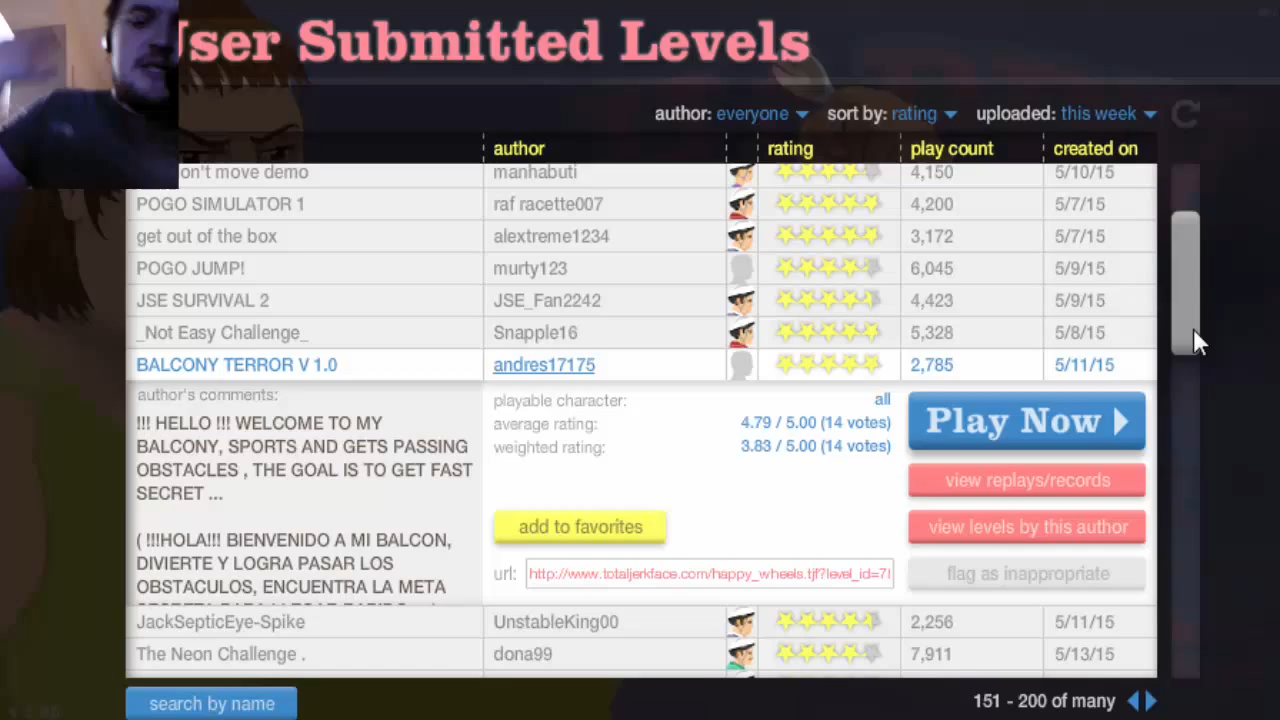 User Submitted Levels
author: everyone sort by: rating uploaded: this week
author rating play count created on
on't move demo manhabuti 4,150 5/10/15
POGO SIMULATOR 1 raf racette007 4,200 5/7/15
get out of the box alextreme1234 3,172 5/7/15
POGO JUMP! murty123 6,045 5/9/15
JSE SURVIVAL 2 JSE_Fan2242 4,423 5/9/15
_Not Easy Challenge_ Snapple16 5,328 5/8/15
BALCONY TERROR V 1.0 andres17175 2,785 5/11/15
author's comments:
!!! HELLO !!! WELCOME TO MY
BALCONY, SPORTS AND GETS PASSING
OBSTACLES , THE GOAL IS TO GET FAST
SECRET ...
( !!!HOLA!!! BIENVENIDO A MI BALCON,
DIVIERTE Y LOGRA PASAR LOS
OBSTACULOS, ENCUENTRA LA META
playable character: all
average rating: 4.79 / 5.00 (14 votes)
weighted rating: 3.83 / 5.00 (14 votes)
add to favorites
url: http://www.totaljerkface.com/happy_wheels.tjf?level_id=7
Play Now
view replays/records
view levels by this author
flag as inappropriate
JackSepticEye-Spike UnstableKing00 2,256 5/11/15
The Neon Challenge . dona99 7,911 5/13/15
search by name
151 - 200 of many